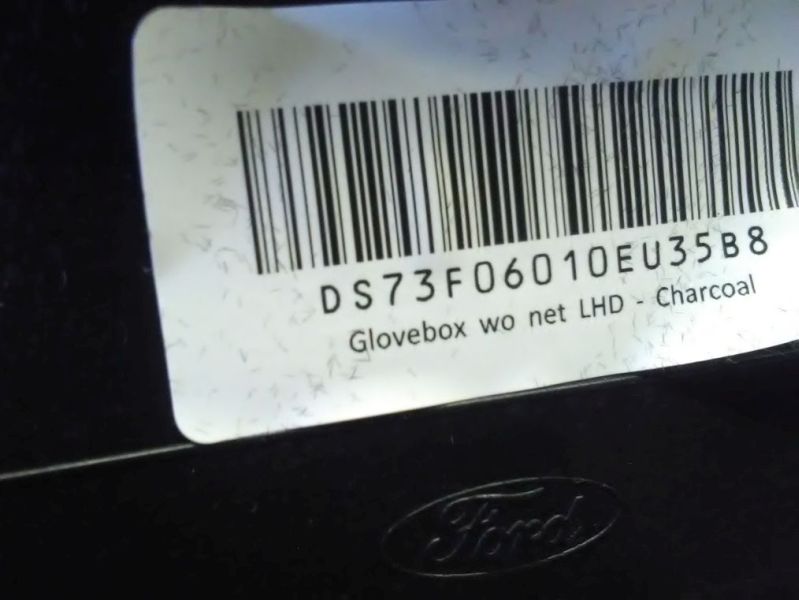 DS73F06010EU35B8
Glovebox wo net LHD - Charcoal
Ford